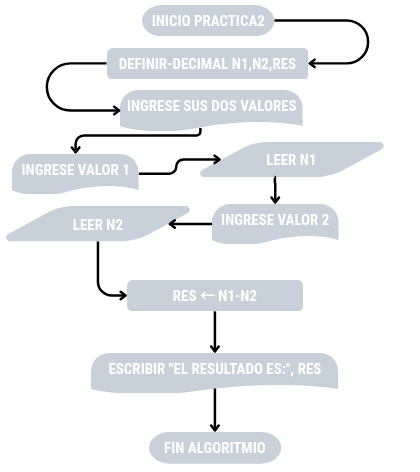 INICIO PRACTICA2
DEFINIR-DECIMAL N1,N2,RES
INGRESE SUS DOS VALORES
INGRESE VALOR 1
LEER N1
INGRESE VALOR 2
LEER N2
RES ← N1-N2
ESCRIBIR "EL RESULTADO ES:", RES
FIN ALGORITMIO